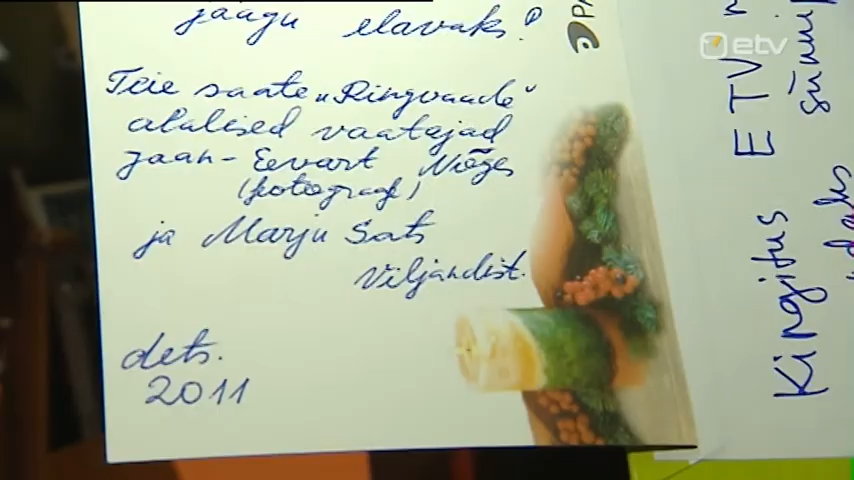 jäägu elavaks!
Teie saate „Ringvaade"
alalised vaatajad
Jaan-Eevart Nõges
(fotograaf)
ja Marju Sats
Viljandist.
dets.
2011
Kingitus ETV
etv